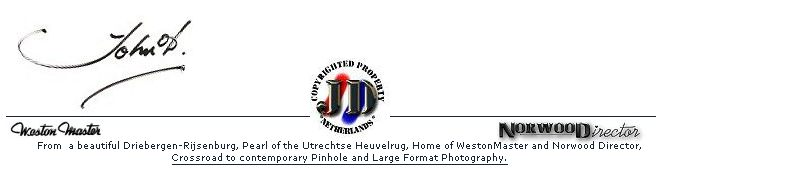 John D.
COPYRIGHTED PROPERTY
JD
*NETHERLANDS*
Weston Master
NORWOOD Director
From a beautiful Driebergen-Rijsenburg, Pearl of the Utrechtse Heuvelrug, Home of WestonMaster and Norwood Director,
Crossroad to contemporary Pinhole and Large Format Photography.